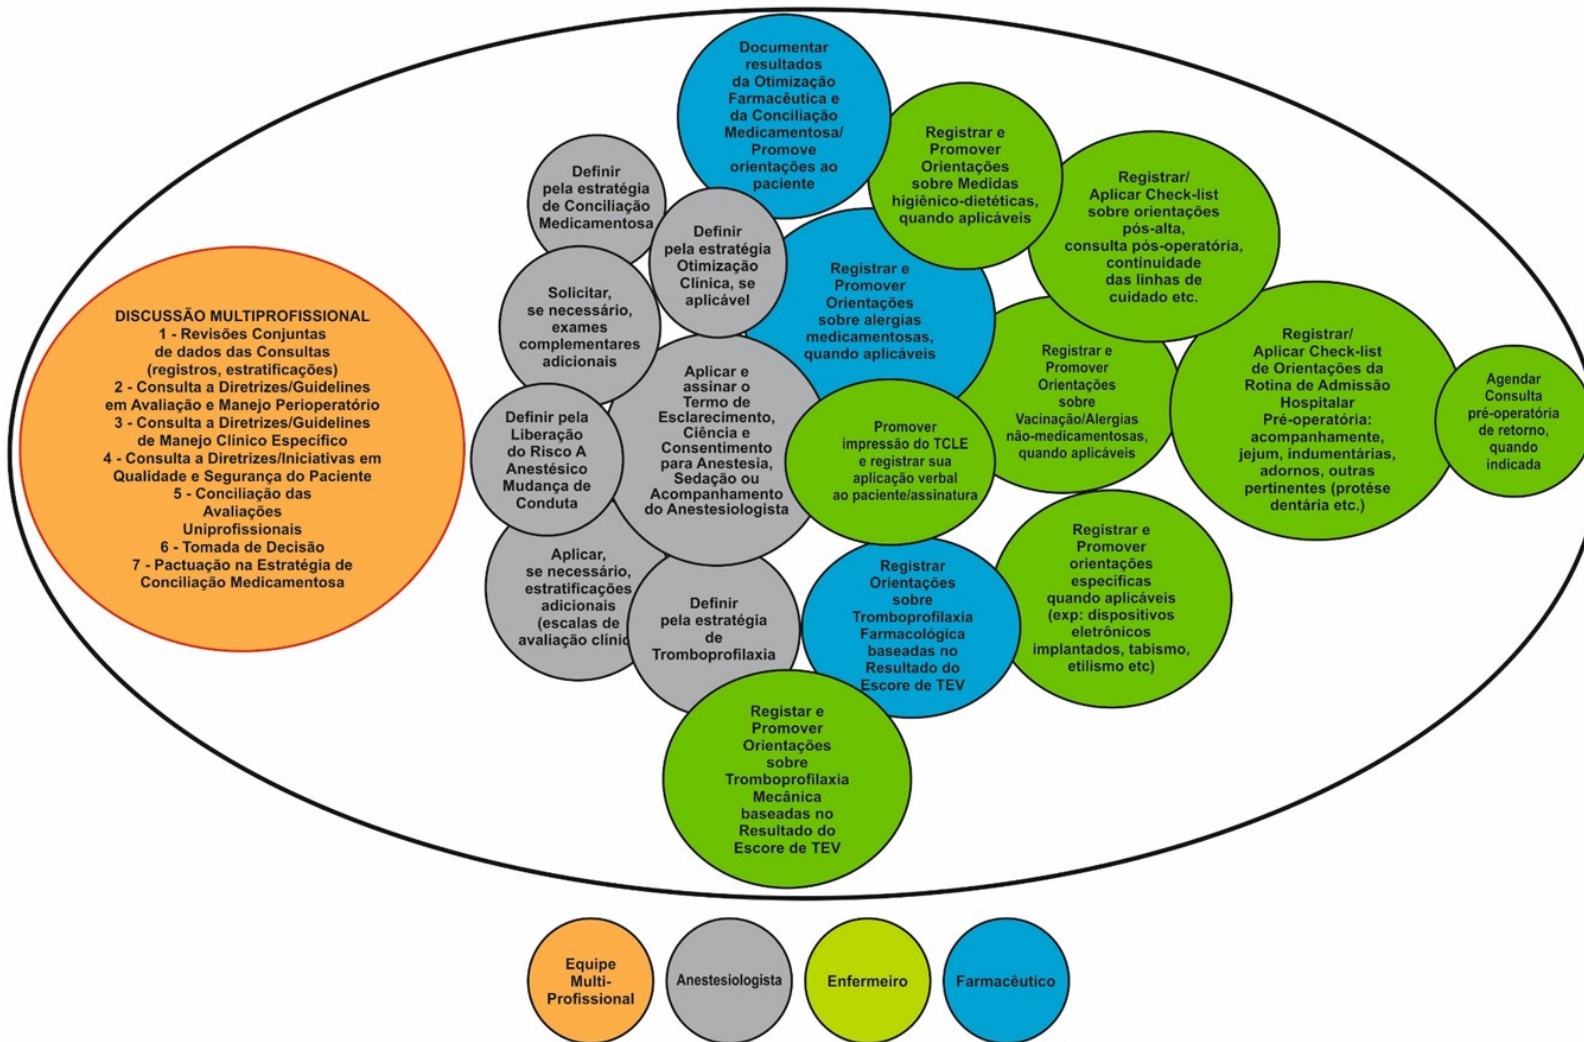 DISCUSSÃO MULTIPROFISSIONAL
1 - Revisões Conjuntas
de dados das Consultas
(registros, estratificações)
2 - Consulta a Diretrizes/Guidelines
em Avaliação e Manejo Perioperatório
3 - Consulta a Diretrizes/Guidelines
de Manejo Clínico Específico
4 - Consulta a Diretrizes/Iniciativas em
Qualidade e Segurança do Paciente
5 - Conciliação das
Avaliações
Uniprofissionais
6 - Tomada de Decisão
7 - Pactuação na Estratégia de
Conciliação Medicamentosa
Definir
pela estratégia
de Conciliação
Medicamentosa
Definir
pela estratégia
Otimização
Clínica, se
aplicável
Solicitar,
se necessário,
exames
complementares
adicionais
Definir pela
Liberação
do Risco A
Anestésico
Mudança de
Conduta
Aplicar e
assinar o
Termo de
Esclarecimento,
Ciência e
Consentimento
para Anestesia,
Sedação ou
Acompanhamento
do Anestesiologista
Aplicar,
se necessário,
estratificações
adicionais
(escalas de
avaliação clínic
Definir
pela estratégia
de
Tromboprofilaxia
Documentar
resultados
da Otimização
Farmacêutica e
da Conciliação
Medicamentosa/
Promove
orientações ao
paciente
Registrar e
Promover
Orientações
sobre alergias
medicamentosas,
quando aplicáveis
Registrar
Orientações
sobre
Tromboprofilaxia
Farmacológica
baseadas no
Resultado do
Escore de TEV
Registrar e
Promover
Orientações
sobre Medidas
higiênico-dietéticas,
quando aplicáveis
Registrar/
Aplicar Check-list
sobre orientações
pós-alta,
consulta pós-operatória,
continuidade
das linhas de
cuidado etc.
Registrar e
Promover
Orientações
sobre
Vacinação/Alergias
não-medicamentosas,
quando aplicáveis
Promover
impressão do TCLE
e registrar sua
aplicação verbal
ao paciente/assinatura
Registrar/
Aplicar Check-list
de Orientações da
Rotina de Admissão
Hospitalar
Pré-operatória:
acompanhamente,
jejum, indumentárias,
adornos, outras
pertinentes (protése
dentária etc.)
Agendar
Consulta
pré-operatória
de retorno,
quando
indicada
Registrar e
Promover
orientações
específicas
quando aplicáveis
(exp: dispositivos
eletrônicos
implantados, tabismo,
etilismo etc)
Registar e
Promover
Orientações
sobre
Tromboprofilaxia
Mecânica
baseadas no
Resultado do
Escore de TEV
Equipe
Multi-
Profissional
Anestesiologista
Enfermeiro
Farmacêutico